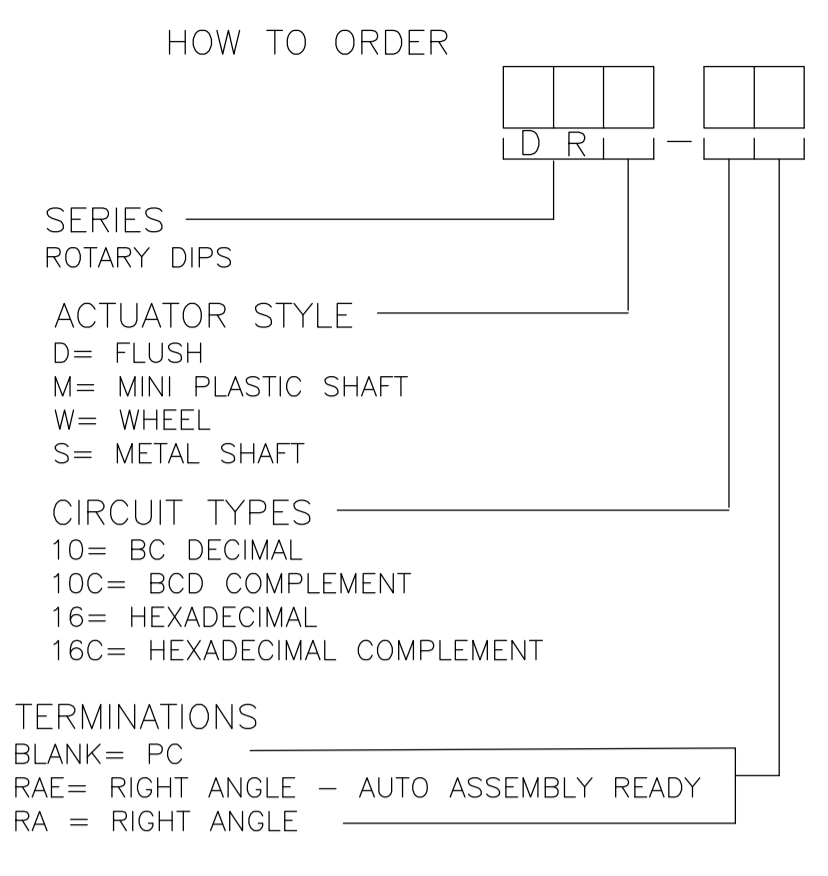 HOW TO ORDER
D R –
SERIES
ROTARY DIPS
ACTUATOR STYLE
D= FLUSH
M= MINI PLASTIC SHAFT
W= WHEEL
S= METAL SHAFT
CIRCUIT TYPES
10= BC DECIMAL
10C= BCD COMPLEMENT
16= HEXADECIMAL
16C= HEXADECIMAL COMPLEMENT
TERMINATIONS
BLANK= PC
RAE= RIGHT ANGLE – AUTO ASSEMBLY READY
RA = RIGHT ANGLE